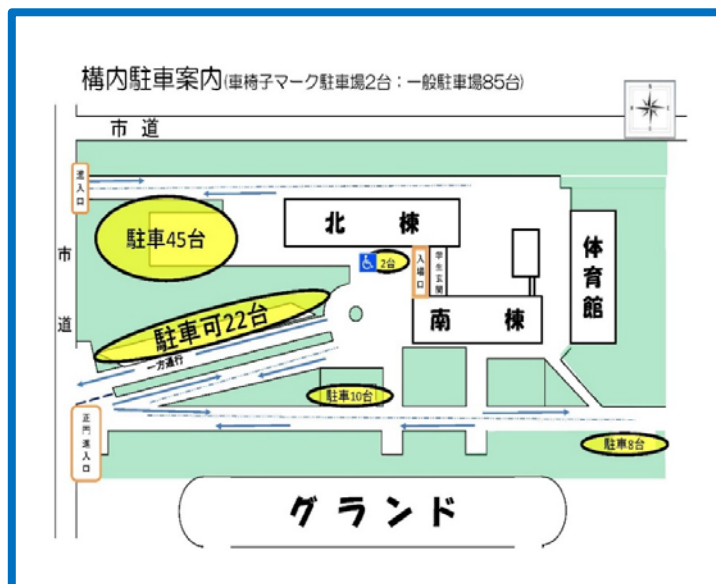 構内駐車案内(車椅子マーク駐車場2台：一般駐車場85台)
市道
進入口
駐車45台
北棟
2台
入場口
学生玄関
体育館
市道
駐車可22台
南棟
一方通行
駐車10台
正門進入口
駐車8台
グランド